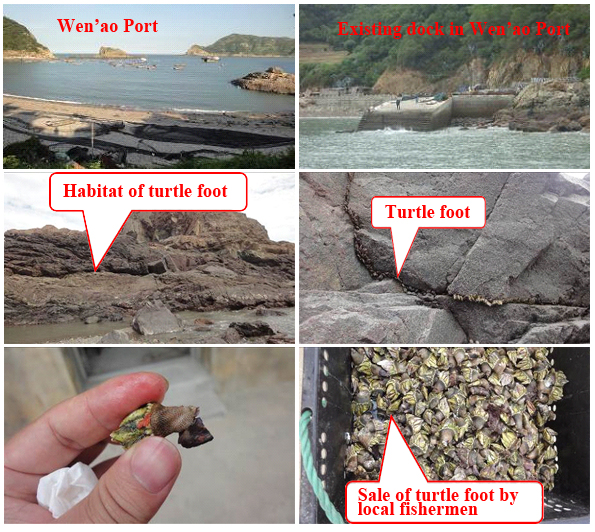 Wen’ao Port
Existing dock in Wen’ao Port
Habitat of turtle foot
Turtle foot
Sale of turtle foot by
local fishermen